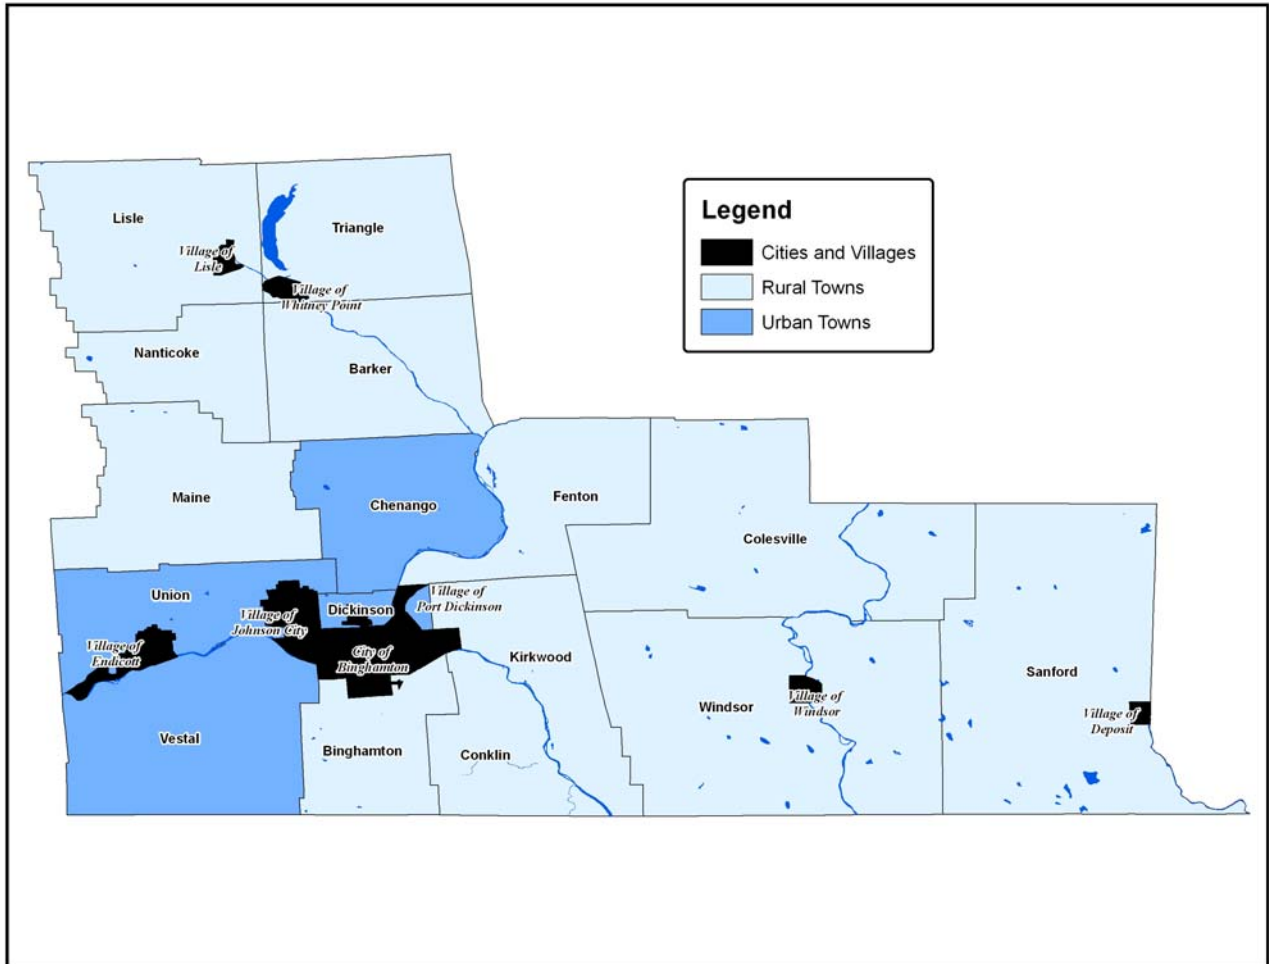 Legend
Cities and Villages
Rural Towns
Urban Towns
Lisle
Triangle
Village of
Lisle
Village of
Whitney Point
Nanticoke
Barker
Maine
Chenango
Fenton
Colesville
Union
Village of
Johnson City
Dickinson
Village of
Port Dickinson
Village of
Endicott
City of
Binghamton
Kirkwood
Sanford
Windsor
Village of
Windsor
Village of
Deposit
Vestal
Binghamton
Conklin